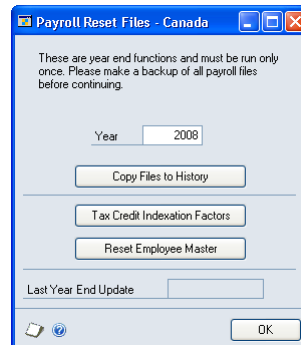 Payroll Reset Files - Canada
These are year end functions and must be run only
once. Please make a backup of all payroll files
before continuing.
Year 2008
Copy Files to History
Tax Credit Indexation Factors
Reset Employee Master
Last Year End Update
OK